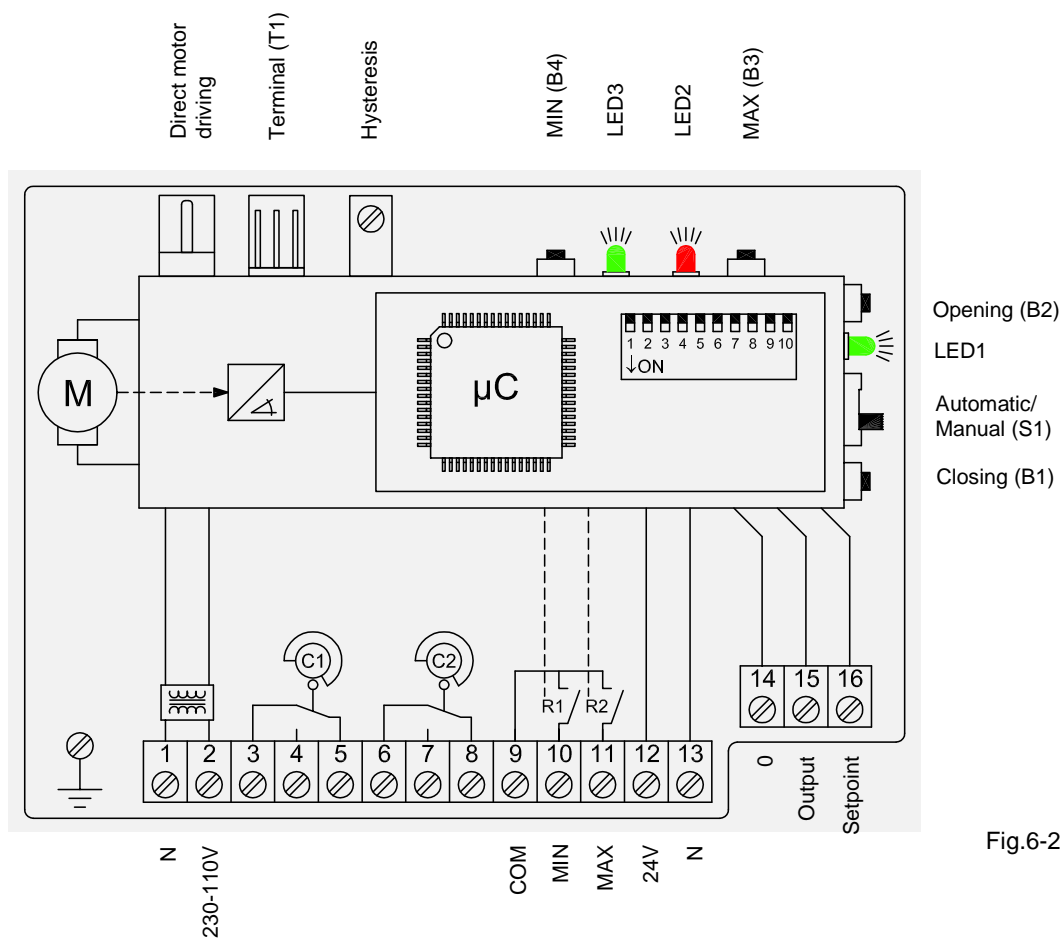 Direct motor
driving
Terminal (T1)
Hysteresis
MIN (B4)
LED3
LED2
MAX (B3)
Opening (B2)
LED1
Automatic/
Manual (S1)
Closing (B1)
1 2 3 4 5 6 7 8 9 10
↓ON
M
µC
C1
C2
R1
R2
14 15 16
1 2 3 4 5 6 7 8 9 10 11 12 13
0
Output
Setpoint
N
230-110V
COM
MIN
MAX
24V
N
Fig.6-2